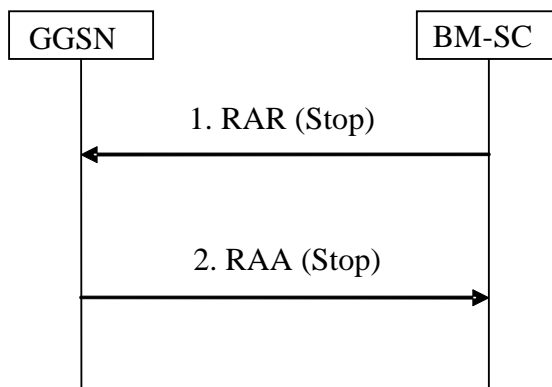 GGSN
BM-SC
1. RAR (Stop)
2. RAA (Stop)